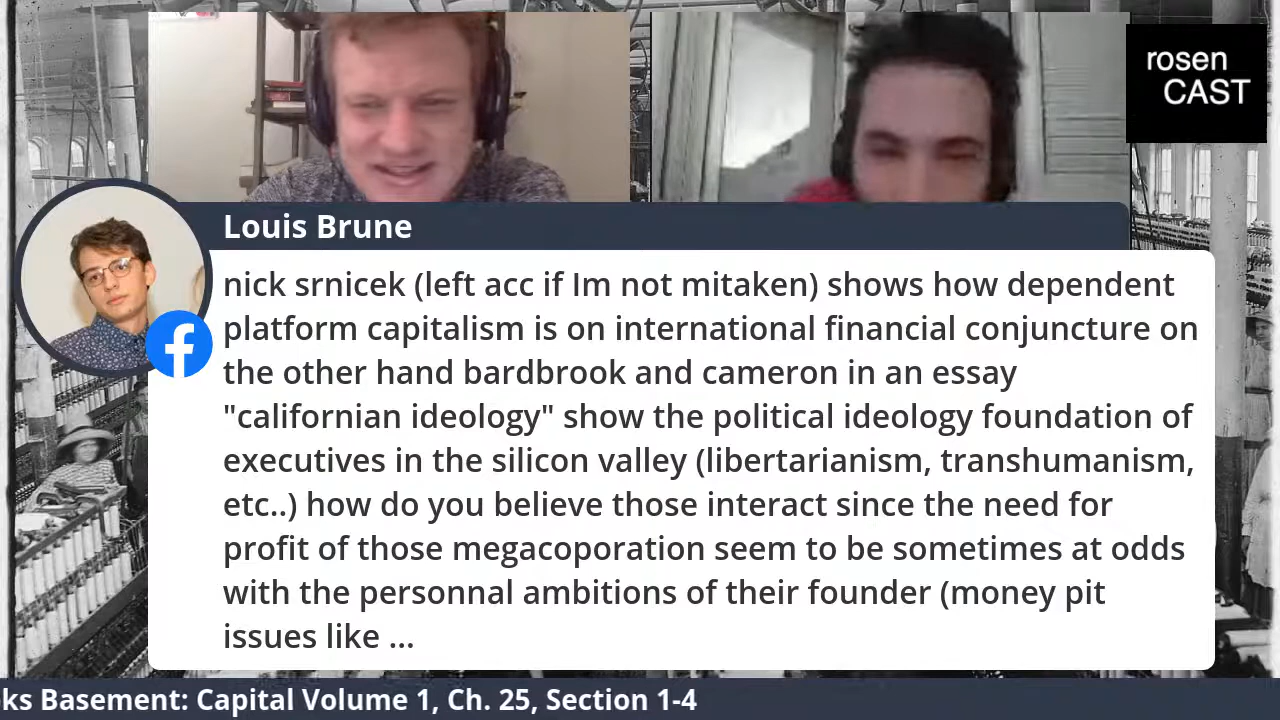 rosen
CAST
Louis Brune
nick srnicek (left acc if Im not mitaken) shows how dependent
platform capitalism is on international financial conjuncture on
the other hand bardbrook and cameron in an essay
"californian ideology" show the political ideology foundation of
executives in the silicon valley (libertarianism, transhumanism,
etc..) how do you believe those interact since the need for
profit of those megacoporation seem to be sometimes at odds
with the personnal ambitions of their founder (money pit
issues like ...
ks Basement: Capital Volume 1, Ch. 25, Section 1-4